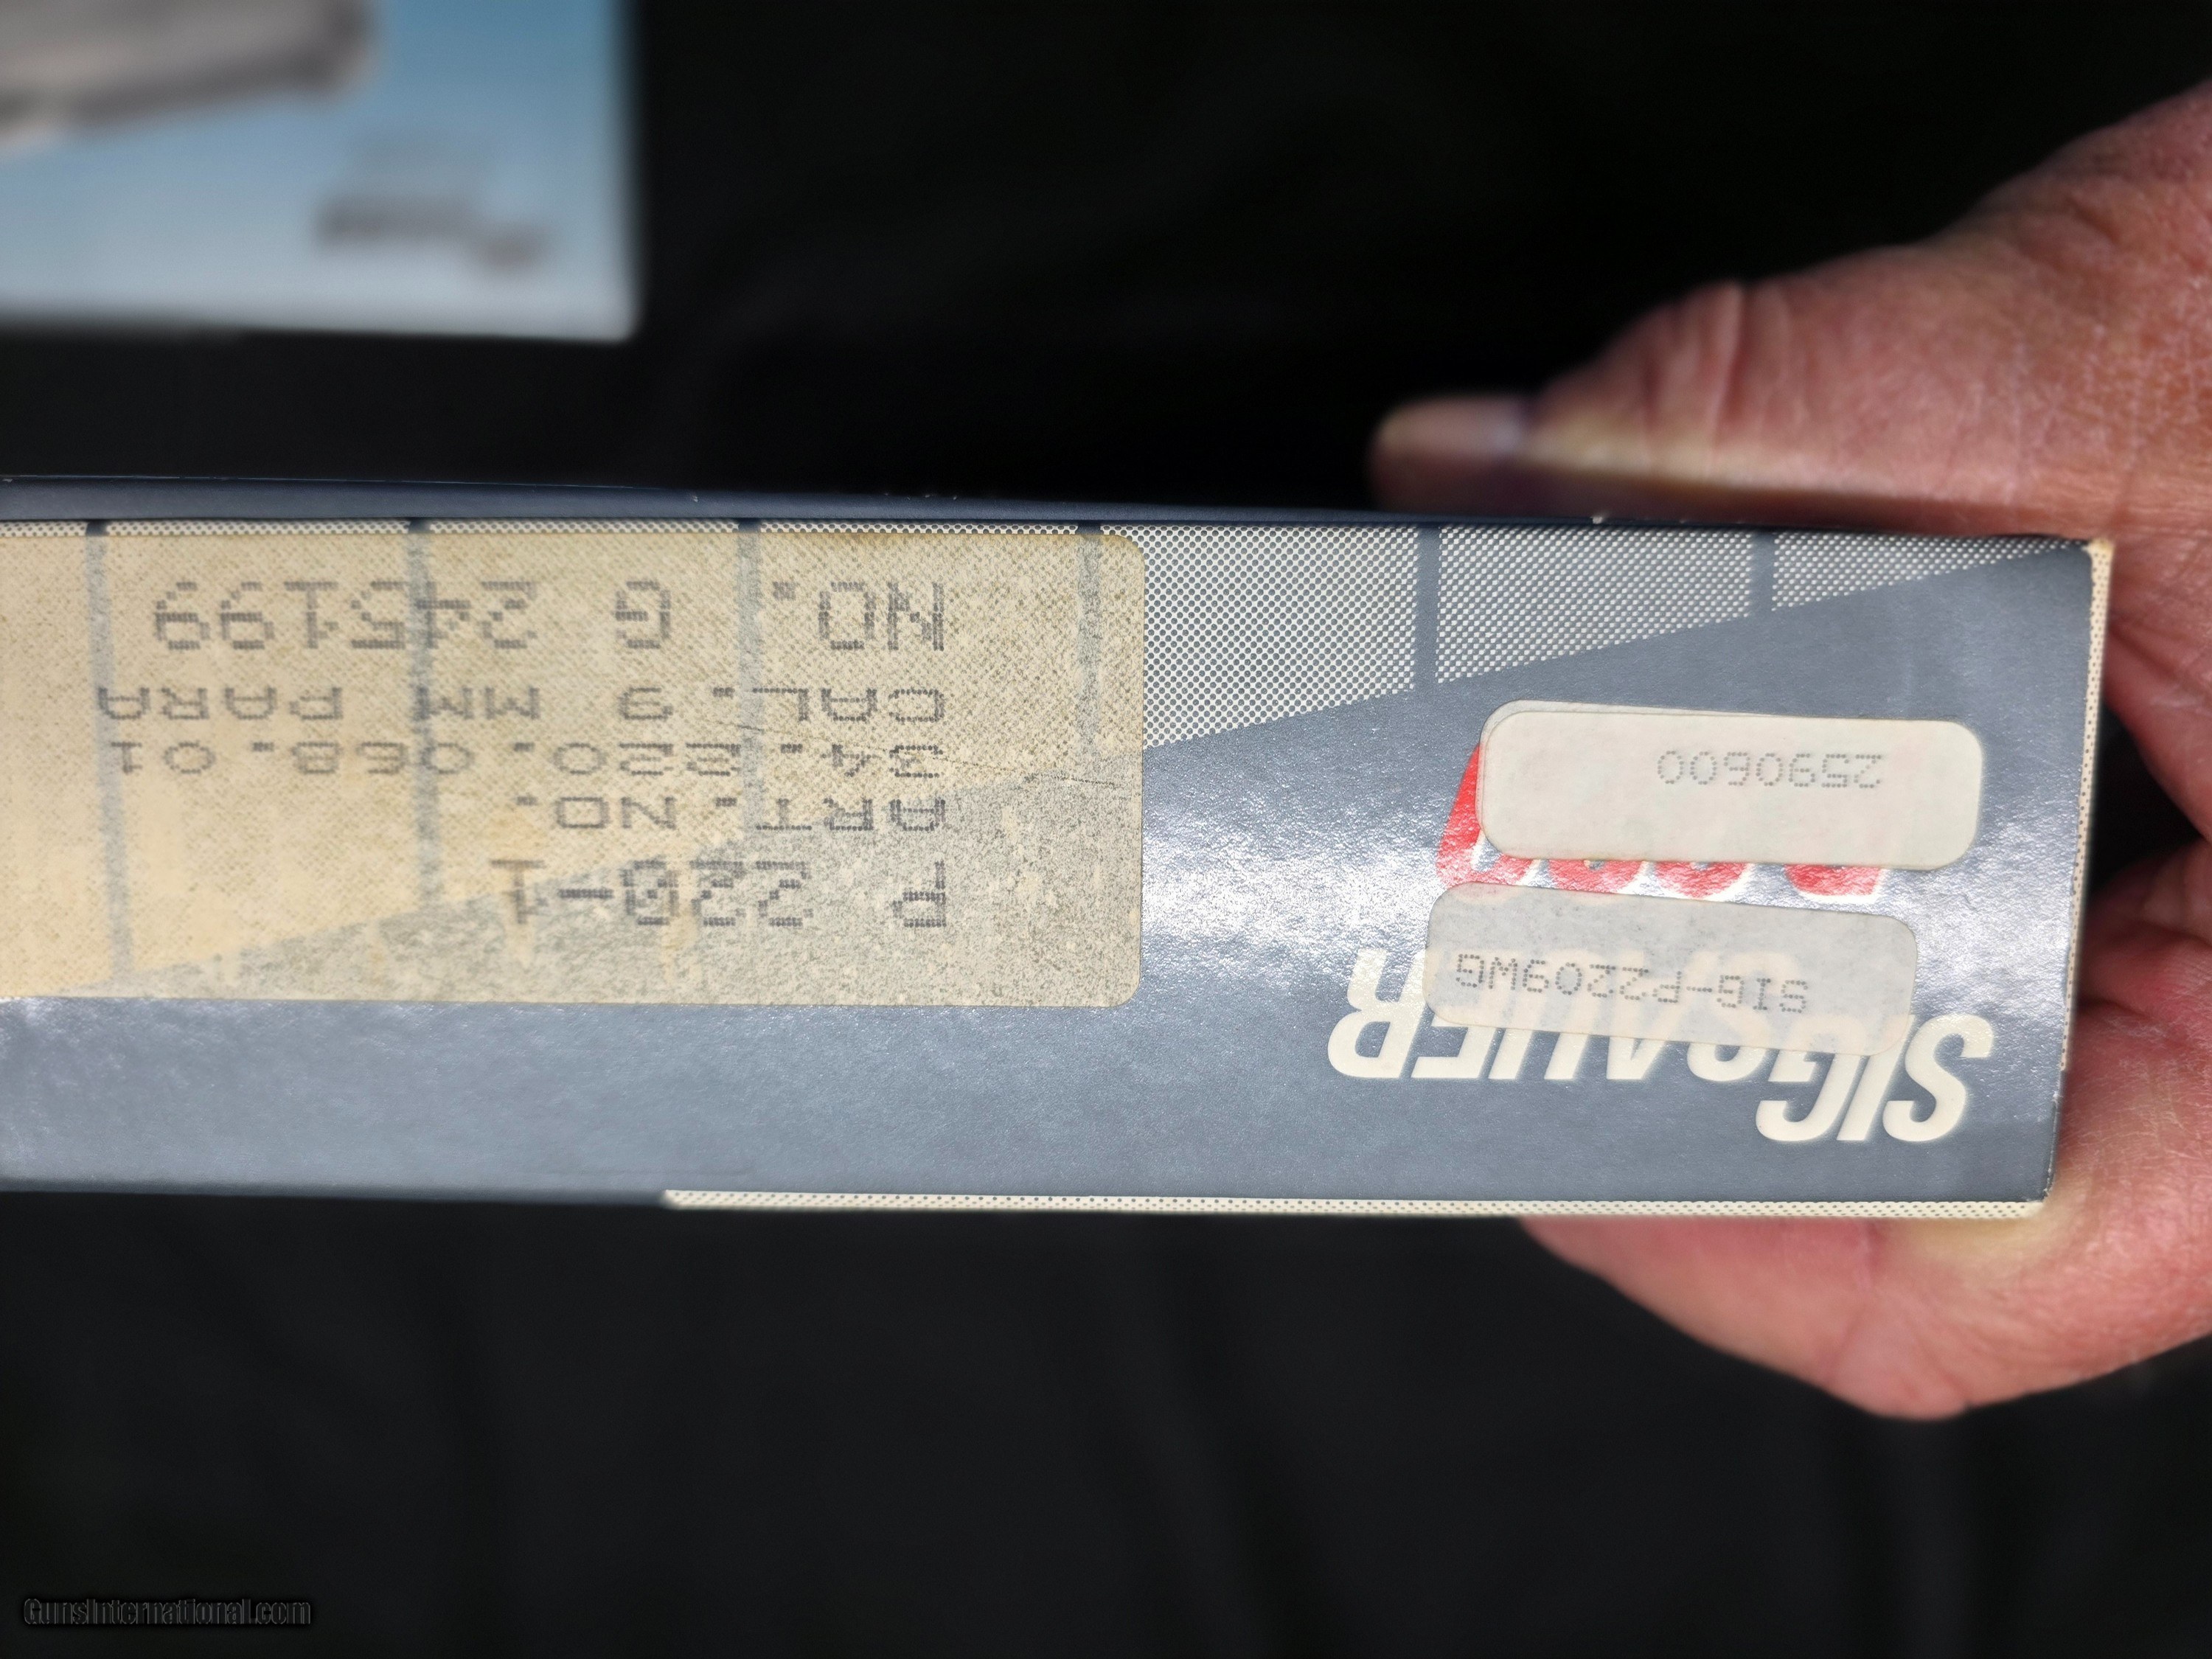 SIGSAUER
SIG-P2209WG
2590600
P 220-1
ART. NO.
34.220.068.01
CAL. 9 MM PARA
NO. G 245199
GunsInternational.com